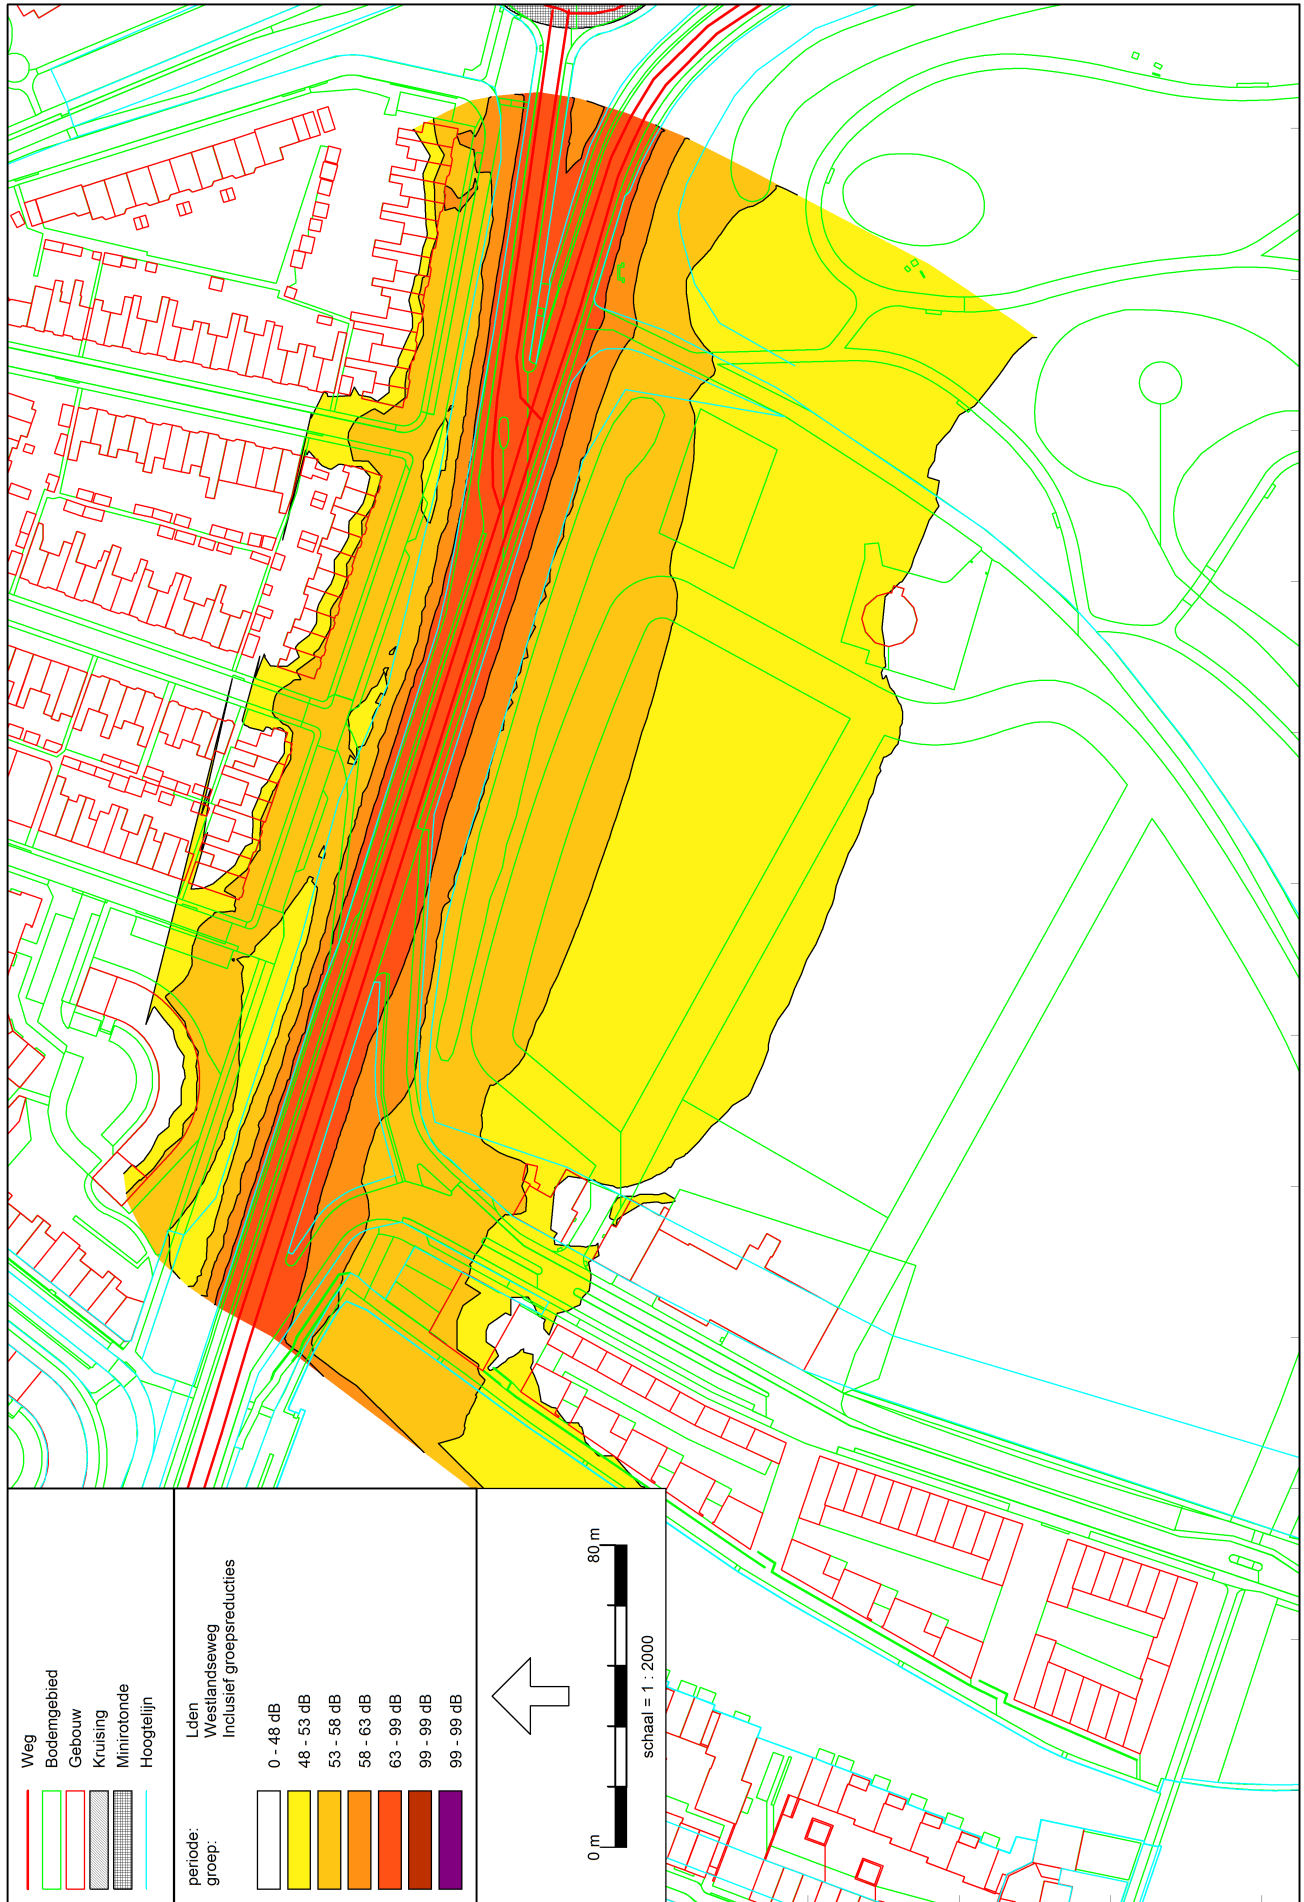 Weg
Bodemgebied
Gebouw
Kruising
Minirotonde
Hoogtelijn
periode: Lden
groep: Westlandseweg
Inclusief groepsreducties
0 - 48 dB
48 - 53 dB
53 - 58 dB
58 - 63 dB
63 - 99 dB
99 - 99 dB
99 - 99 dB
0 m 80 m
schaal = 1 : 2000